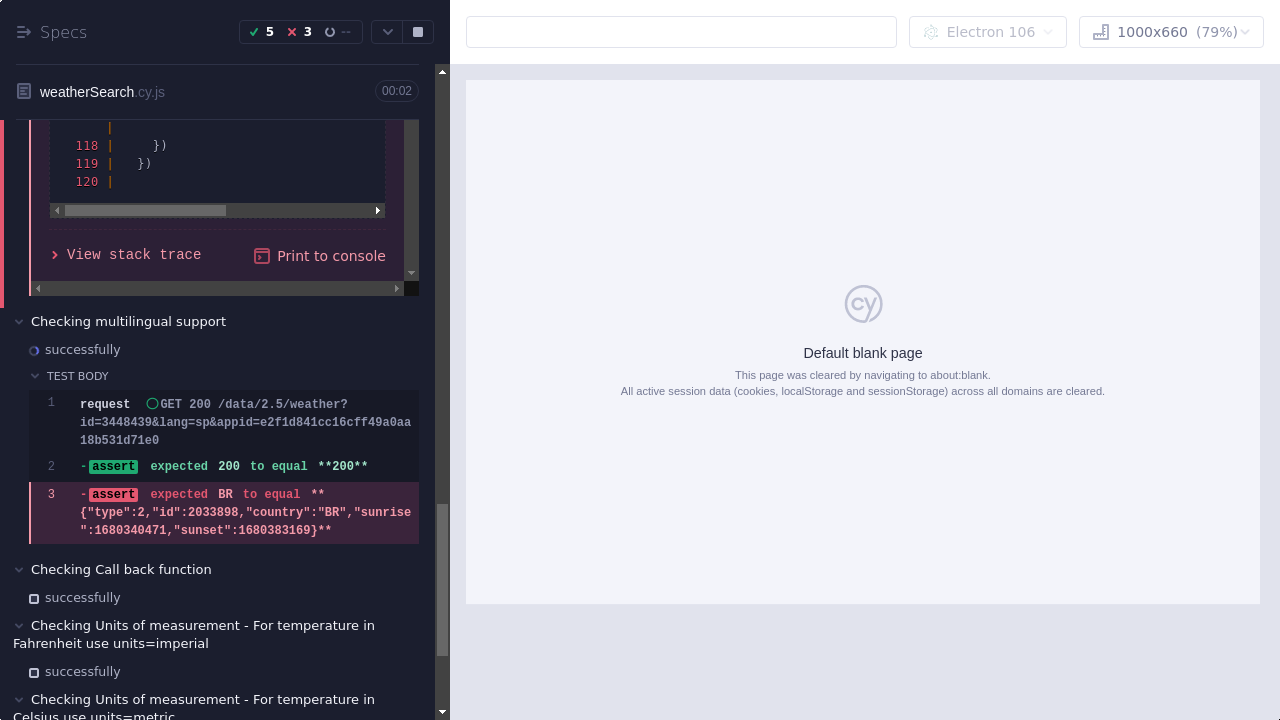 Specs
5 3 --
Electron 106
1000x660 (79%)
weatherSearch.cy.js
00:02
|
118 | })
119 | })
120 |
View stack trace
Print to console
Checking multilingual support
successfully
TEST BODY
1 request GET 200 /data/2.5/weather?
id=3448439&lang=sp&appid=e2f1d841cc16cff49a0aa
18b531d71e0
2 -assert expected 200 to equal **200**
3 -assert expected BR to equal **
{"type":2,"id":2033898,"country":"BR","sunrise
":1680340471,"sunset":1680383169}**
Checking Call back function
successfully
Checking Units of measurement - For temperature in
Fahrenheit use units=imperial
successfully
Checking Units of measurement - For temperature in
Celsius use units=metric
cy
Default blank page
This page was cleared by navigating to about:blank.
All active session data (cookies, localStorage and sessionStorage) across all domains are cleared.